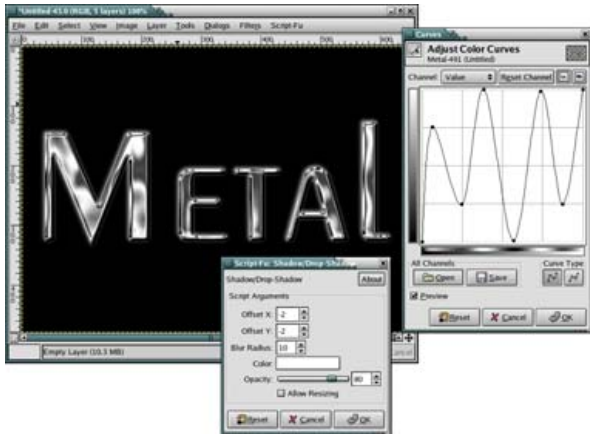 *Untitled-43.0 (RGB, 5 layers) 100%
File Edit Select View Image Layer Tools Dialogs Filters Script-Fu
METAL
Empty Layer (10.3 MB)
Cancel
Curves
Adjust Color Curves
Metal-491 (Untitled)
Channel: Value Reset Channel
All Channels
Curve Type
Open Save
Preview
Reset Cancel OK
Script-Fu: Shadow/Drop-Shadow
Shadow/Drop-Shadow About
Script Arguments
Offset X: -2
Offset Y: -2
Blur Radius: 10
Color:
Opacity: 80
Allow Resizing
Reset Cancel OK